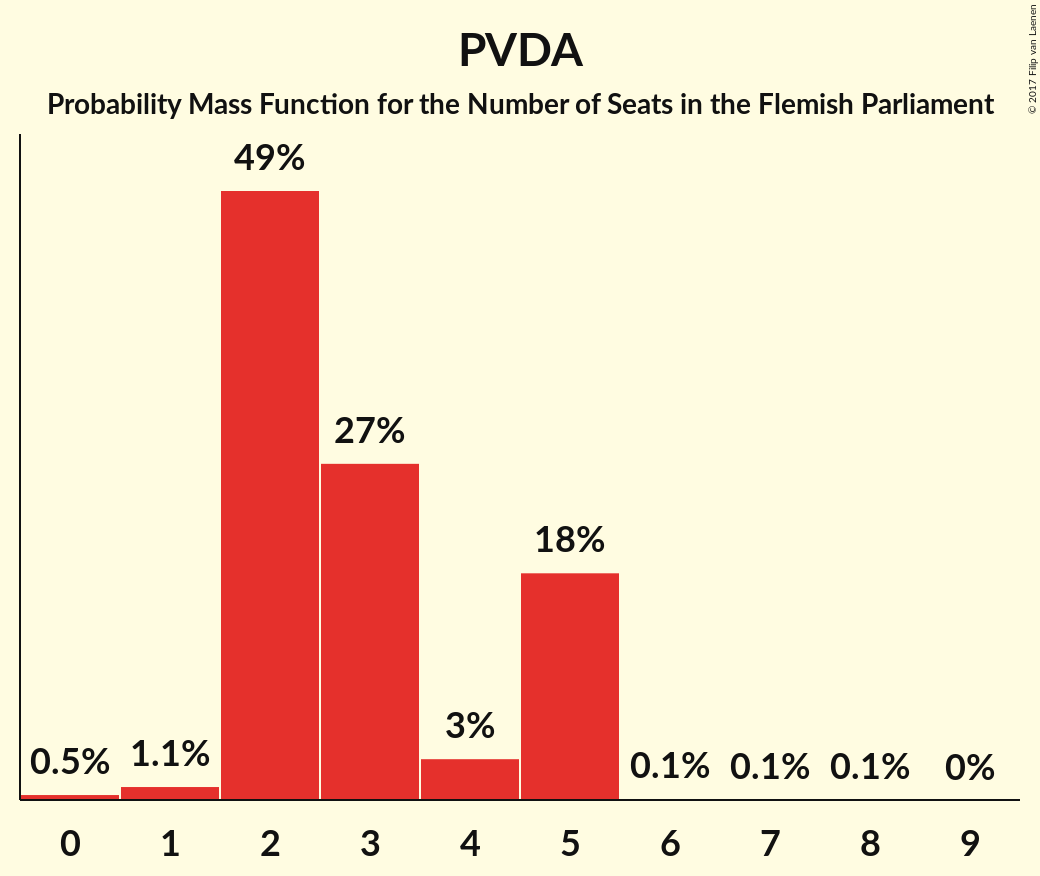 PVDA
Probability Mass Function for the Number of Seats in the Flemish Parliament
© 2017 Filip van Laenen
49%
27%
18%
3%
0.5% 1.1% 0.1% 0.1% 0.1% 0%
0 1 2 3 4 5 6 7 8 9